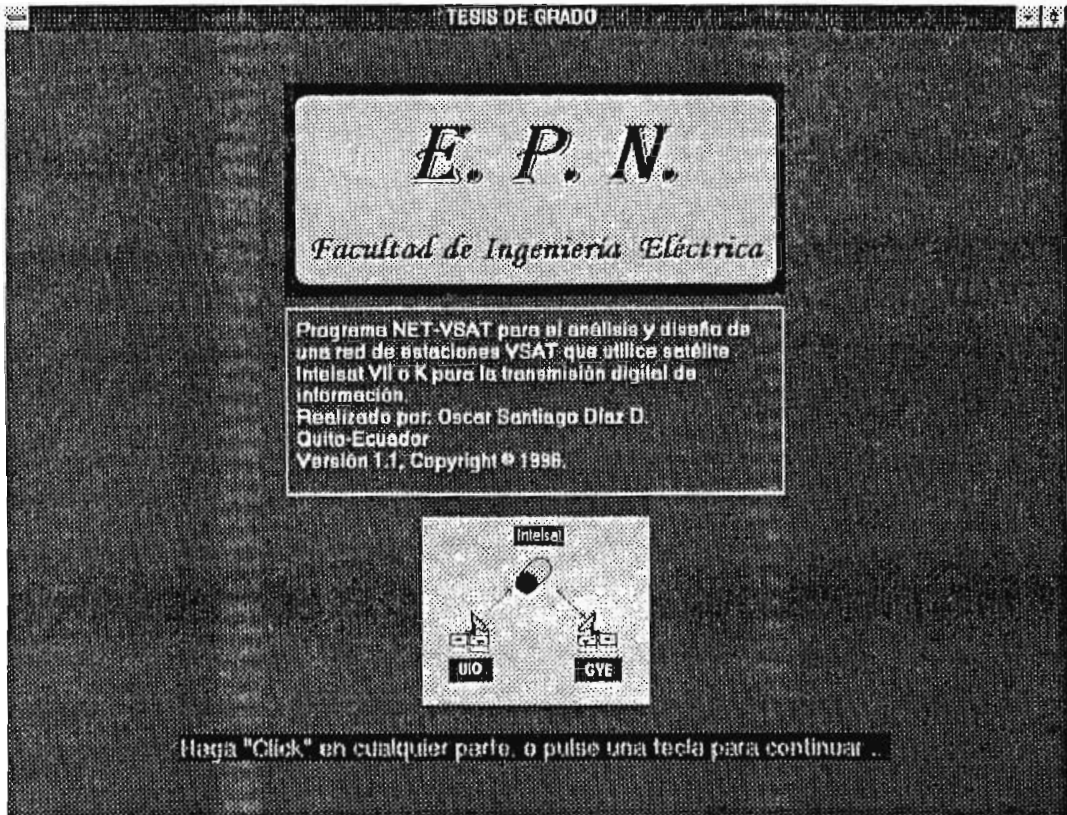 TESIS DE GRADO
E. P. N.
Facultad de Ingeniería Eléctrica
Programa NET-VSAT para el análisis y diseño de
una red de estaciones VSAT que utilice satélite
Intelsat VII o K para la transmisión digital de
información.
Realizado por: Oscar Santiago Díaz D.
Quito-Ecuador
Versión 1.1, Copyright © 1996.
Intelsat
UIO
GYE
Haga "Click" en cualquier parte, o pulse una tecla para continuar ...